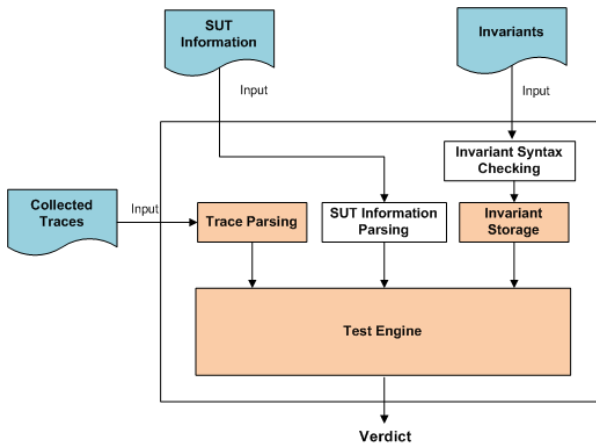 SUT
Information
Invariants
Input
Input
Invariant Syntax
Checking
Collected
Traces
Input
Trace Parsing
SUT Information
Parsing
Invariant
Storage
Test Engine
Verdict